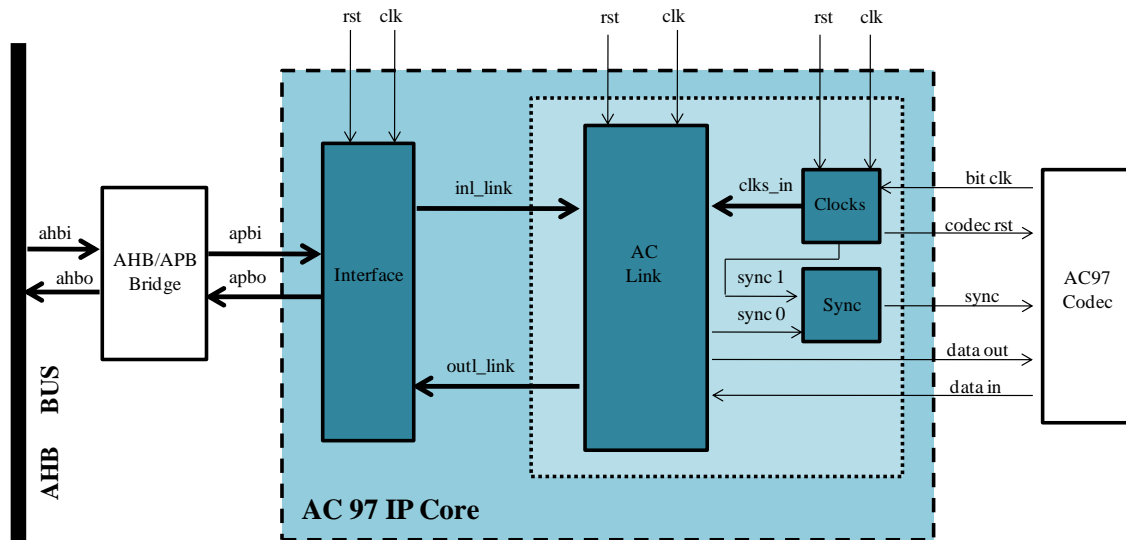 rst
clk
rst
clk
rst
clk
inl_link
clks_in
Clocks
bit clk
codec rst
ahbi
ahbo
AHB/APB
Bridge
apbi
apbo
Interface
AC
Link
sync 1
sync 0
Sync
sync
AC97
Codec
outl_link
data out
data in
AHB BUS
AC 97 IP Core